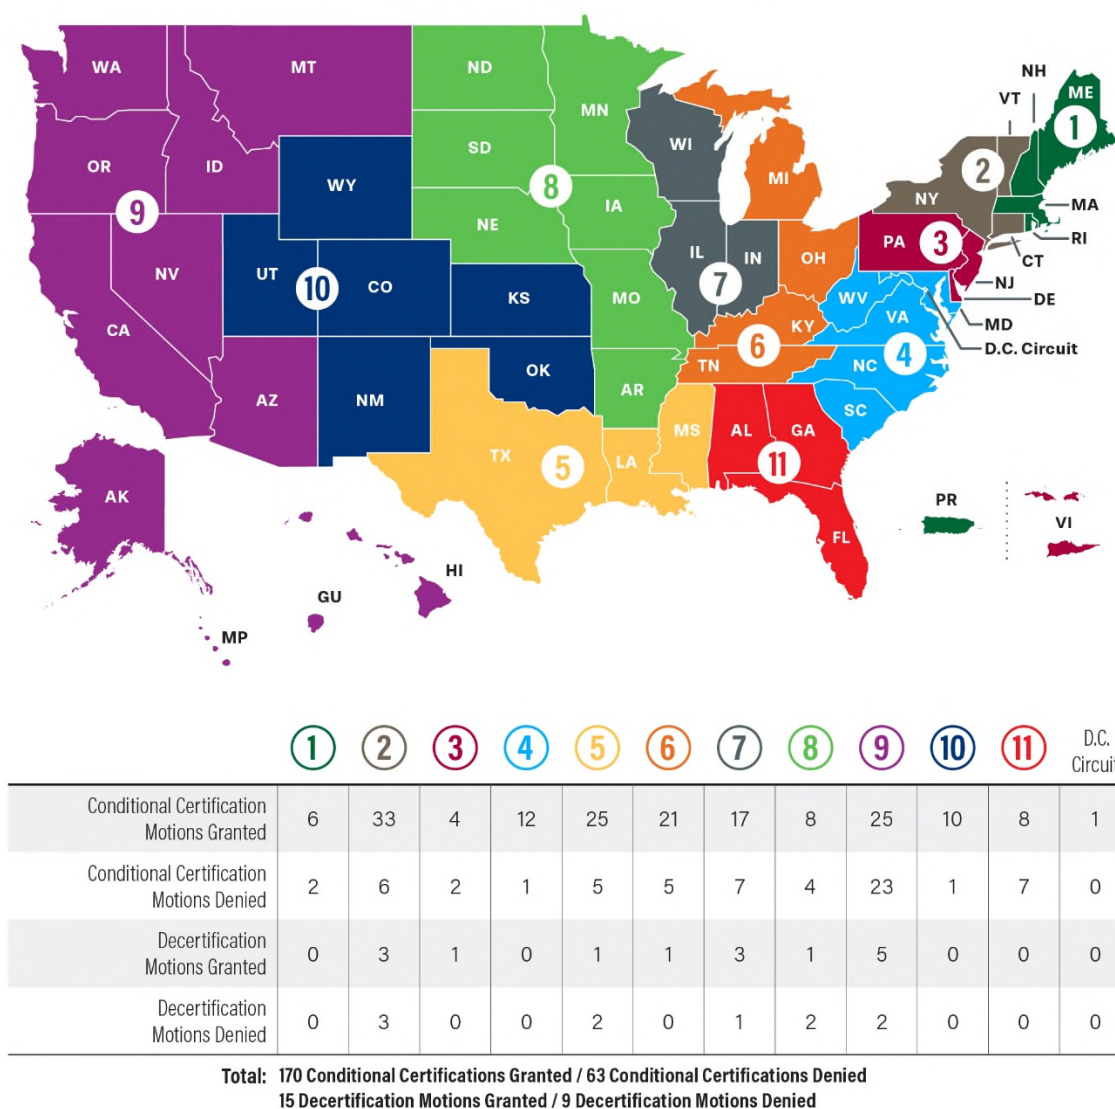 WA
MT
ND
MN
OR
ID
SD
WI
MI
NH
VT
ME
1
9
WY
8
IA
NE
NY
2
MA
RI
CT
NV
UT
10
CO
KS
MO
IL
IN
7
OH
PA
3
NJ
DE
MD
D.C. Circuit
CA
AZ
NM
OK
AR
TN
KY
6
WV
VA
NC
4
SC
TX
5
LA
MS
AL
GA
11
FL
AK
HI
GU
MP
PR
VI
1 2 3 4 5 6 7 8 9 10 11 D.C.
Circuit
Conditional Certification
Motions Granted 6 33 4 12 25 21 17 8 25 10 8 1
Conditional Certification
Motions Denied 2 6 2 1 5 5 7 4 23 1 7 0
Decertification
Motions Granted 0 3 1 0 1 1 3 1 5 0 0 0
Decertification
Motions Denied 0 3 0 0 2 0 1 2 2 0 0 0
Total: 170 Conditional Certifications Granted / 63 Conditional Certifications Denied
15 Decertification Motions Granted / 9 Decertification Motions Denied